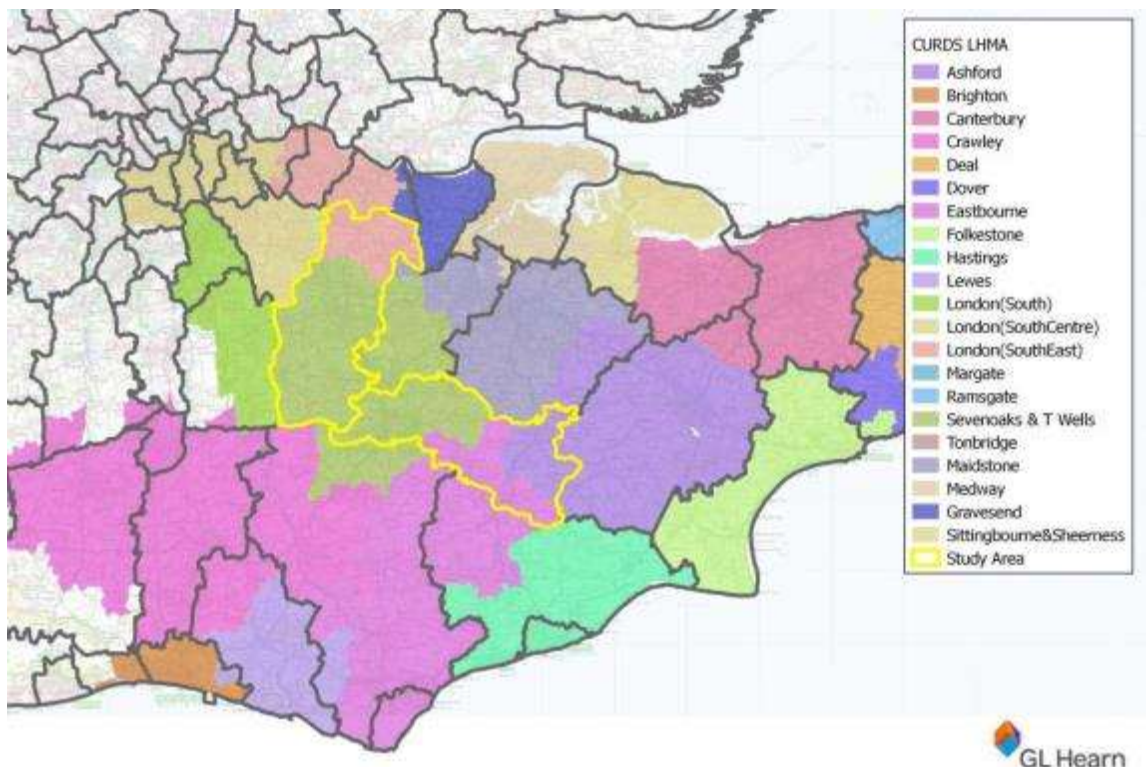 CURDS LHMA
Ashford
Brighton
Canterbury
Crawley
Deal
Dover
Eastbourne
Folkestone
Hastings
Lewes
London(South)
London(SouthCentre)
London(SouthEast)
Margate
Ramsgate
Sevenoaks & T Wells
Tonbridge
Maidstone
Medway
Gravesend
Sittingbourne&Sheerness
Study Area
GL Hearn